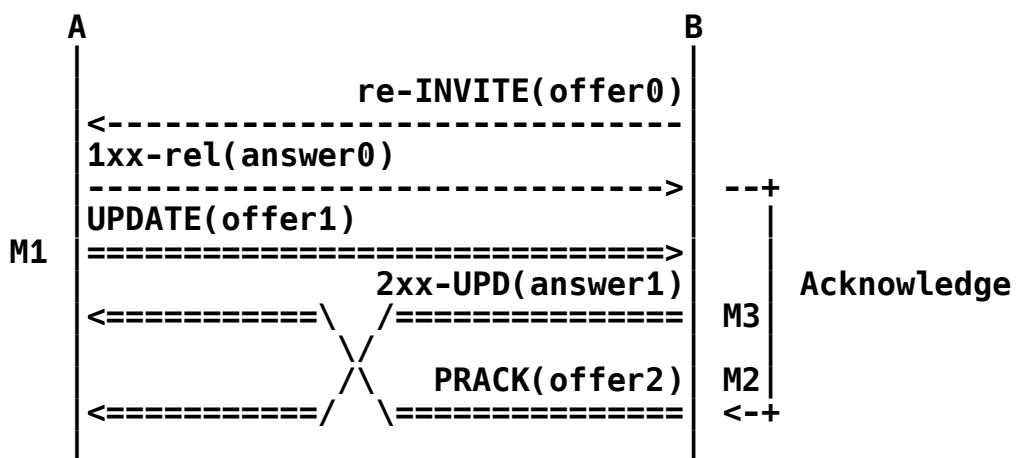 A B
re-INVITE(offer0)
<------------------------------
1xx-rel(answer0)
------------------------------> --+
UPDATE(offer1)
M1 ==============================>
2xx-UPD(answer1) Acknowledge
<===========\ /=============== M3
\/
/\ PRACK(offer2) M2
<===========/ \=============== <-+